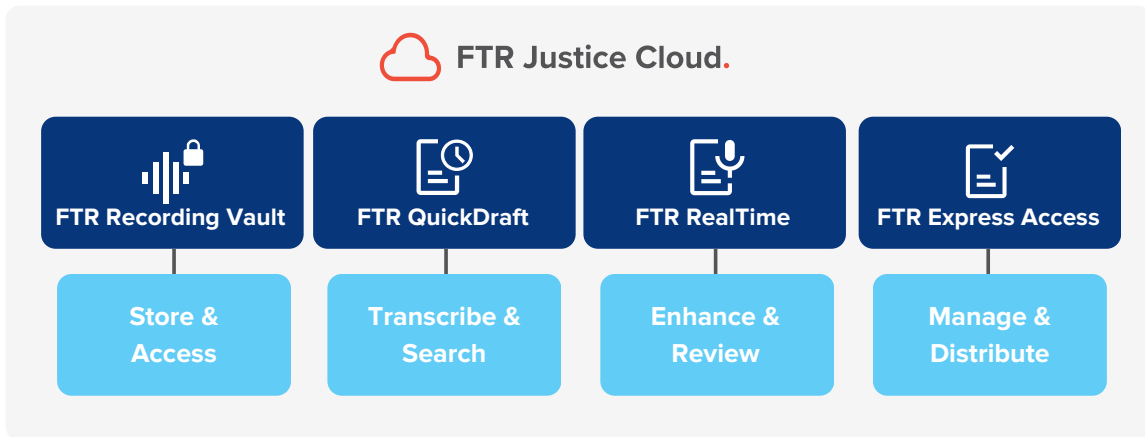 FTR Justice Cloud.
FTR Recording Vault
FTR QuickDraft
FTR RealTime
FTR Express Access
Store &
Access
Transcribe &
Search
Enhance &
Review
Manage &
Distribute